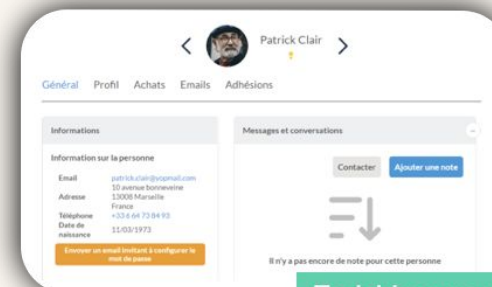 Patrick Clair
Général Profil Achats Emails Adhésions
Informations
Information sur la personne
Email patrick.clair@yopmail.com
Adresse 10 avenue bonneveine
13008 Marseille
France
Téléphone +33 6 64 73 84 93
Date de naissance 11/03/1973
Envoyer un email invitant à configurer le
mot de passe
Messages et conversations
Contacter Ajouter une note
Il n'y a pas encore de note pour cette personne